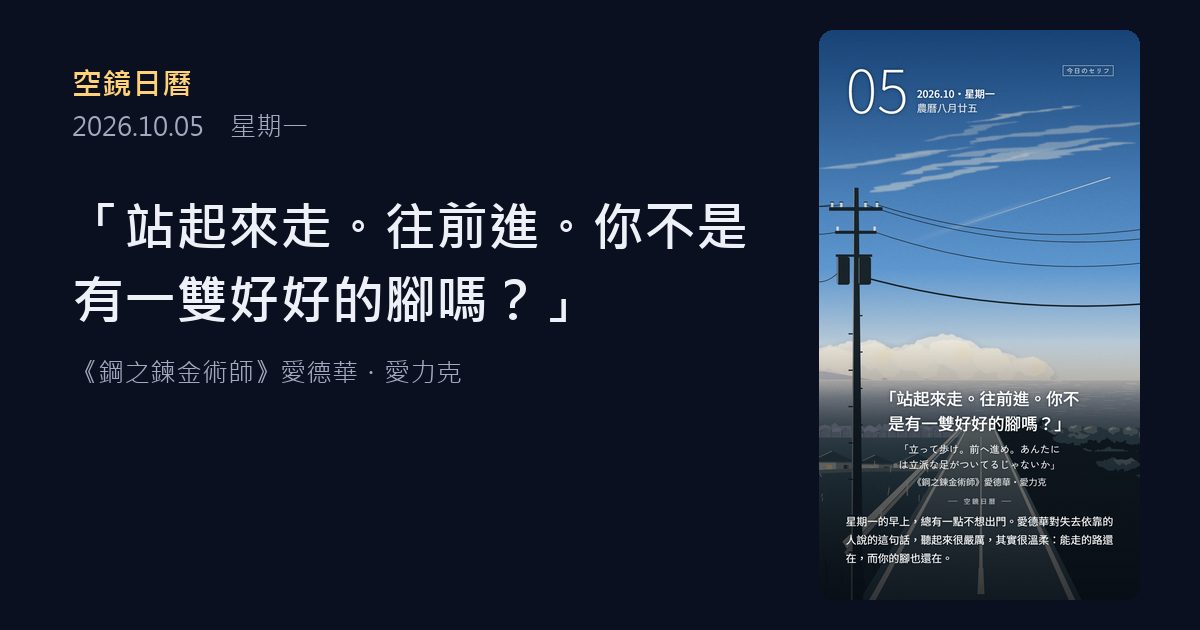 空鏡日曆
2026.10.05 星期一
「站起來走。往前進。你不是
有一雙好好的腳嗎？」
《鋼之鍊金術師》愛德華・愛力克
05
2026.10・星期一
農曆八月廿五
今日のセリフ
「站起來走。往前進。你不
是有一雙好好的腳嗎？」
「立って歩け。前へ進め。あんたに
は立派な足がついてるじゃないか」
《鋼之鍊金術師》愛德華・愛力克
— 空鏡日曆 —
星期一的早上，總有一點不想出門。愛德華對失去依靠的
人說的這句話，聽起來很嚴厲，其實很溫柔：能走的路還
在，而你的腳也還在。